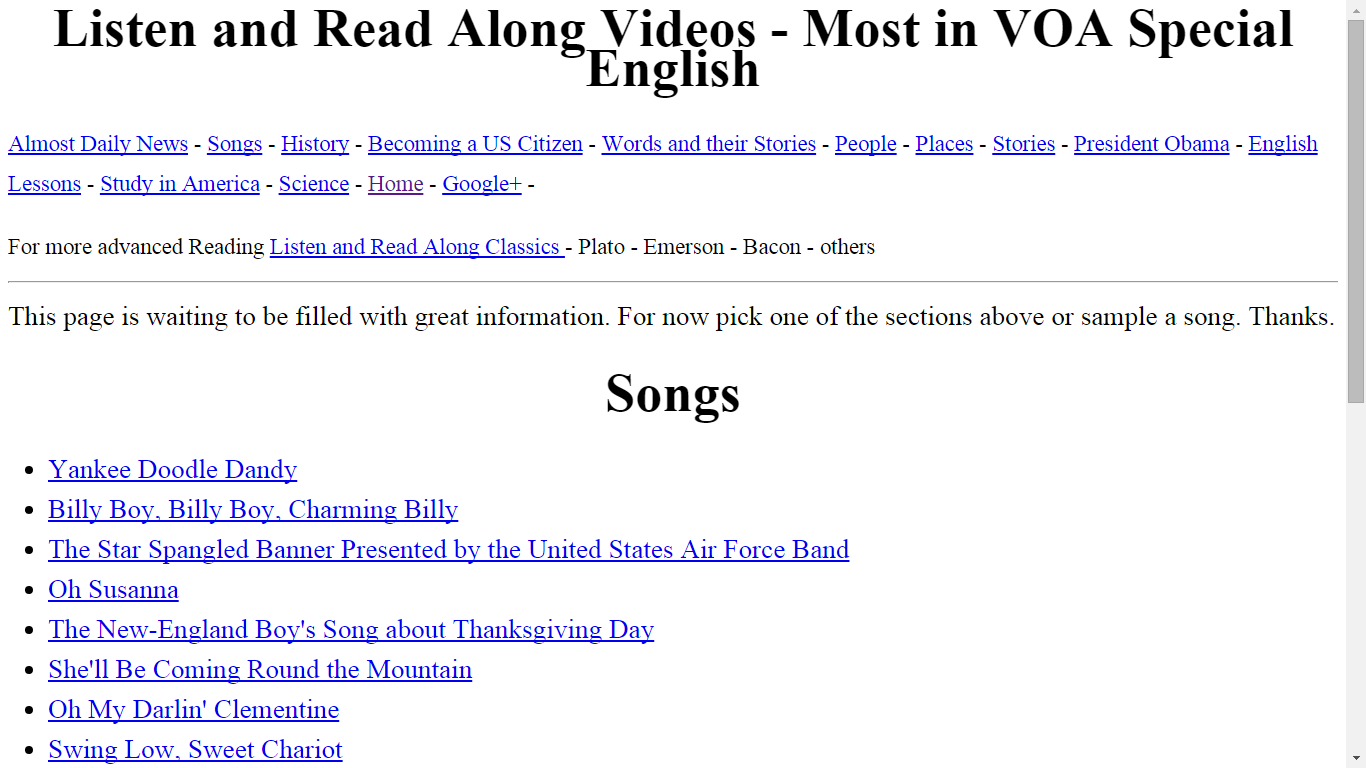 Listen and Read Along Videos - Most in VOA Special
English
Almost Daily News - Songs - History - Becoming a US Citizen - Words and their Stories - People - Places - Stories - President Obama - English
Lessons - Study in America - Science - Home - Google+ -
For more advanced Reading Listen and Read Along Classics - Plato - Emerson - Bacon - others
This page is waiting to be filled with great information. For now pick one of the sections above or sample a song. Thanks.
Songs
• Yankee Doodle Dandy
• Billy Boy, Billy Boy, Charming Billy
• The Star Spangled Banner Presented by the United States Air Force Band
• Oh Susanna
• The New-England Boy's Song about Thanksgiving Day
• She'll Be Coming Round the Mountain
• Oh My Darlin' Clementine
• Swing Low, Sweet Chariot